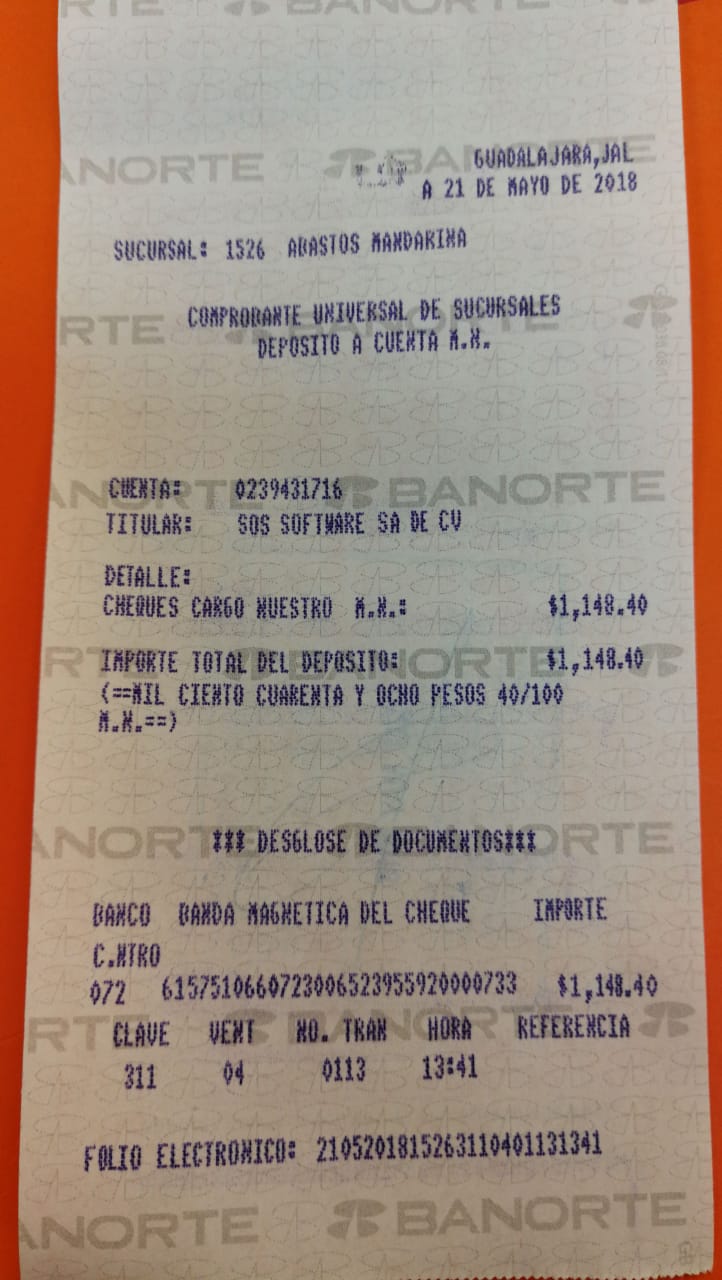 BANORTE
GUADALAJARA,JAL
A 21 DE MAYO DE 2018
SUCURSAL: 1526 ABASTOS MANDARINA
COMPROBANTE UNIVERSAL DE SUCURSALES
DEPOSITO A CUENTA M.N.
CUENTA: 0239431716
TITULAR: SOS SOFTWARE SA DE CV
DETALLE:
CHEQUES CARGO NUESTRO M.N.: $1,148.40
IMPORTE TOTAL DEL DEPOSITO: $1,148.40
(==MIL CIENTO CUARENTA Y OCHO PESOS 40/100
M.N.==)
*** DESGLOSE DE DOCUMENTOS***
BANCO BANDA MAGNETICA DEL CHEQUE IMPORTE
C.NTRO
072 6157510660723006523955920000733 $1,148.40
CLAVE VENT NO. TRAN HORA REFERENCIA
311 04 0113 13:41
FOLIO ELECTRONICO: 2105201815263110401131341
BANORTE